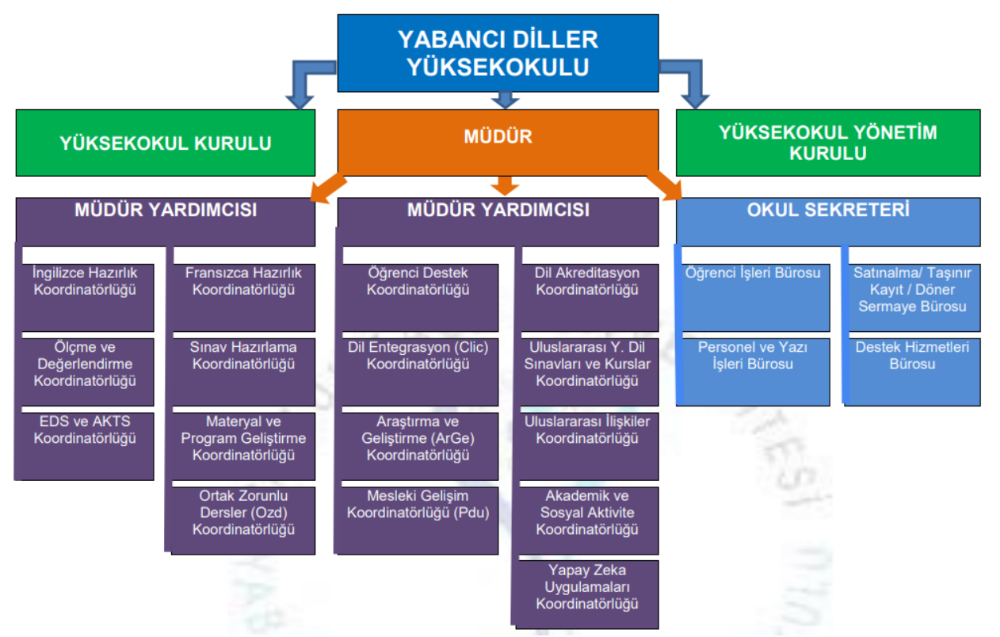 YABANCI DİLLER
YÜKSEKOKULU
YÜKSEKOKUL KURULU
MÜDÜR
YÜKSEKOKUL YÖNETİM
KURULU
MÜDÜR YARDIMCISI
İngilizce Hazırlık
Koordinatörlüğü
Ölçme ve
Değerlendirme
Koordinatörlüğü
EDS ve AKTS
Koordinatörlüğü
Fransızca Hazırlık
Koordinatörlüğü
Sınav Hazırlama
Koordinatörlüğü
Materyal ve
Program Geliştirme
Koordinatörlüğü
Ortak Zorunlu
Dersler (Ozd)
Koordinatörlüğü
MÜDÜR YARDIMCISI
Öğrenci Destek
Koordinatörlüğü
Dil Entegrasyon (Clic)
Koordinatörlüğü
Araştırma ve
Geliştirme (ArGe)
Koordinatörlüğü
Mesleki Gelişim
Koordinatörlüğü (Pdu)
Dil Akreditasyon
Koordinatörlüğü
Uluslararası Y. Dil
Sınavları ve Kurslar
Koordinatörlüğü
Uluslararası İlişkiler
Koordinatörlüğü
Akademik ve
Sosyal Aktivite
Koordinatörlüğü
Yapay Zeka
Uygulamaları
Koordinatörlüğü
OKUL SEKRETERİ
Öğrenci İşleri Bürosu
Personel ve Yazı
İşleri Bürosu
Satınalma/ Taşınır
Kayıt / Döner
Sermaye Bürosu
Destek Hizmetleri
Bürosu